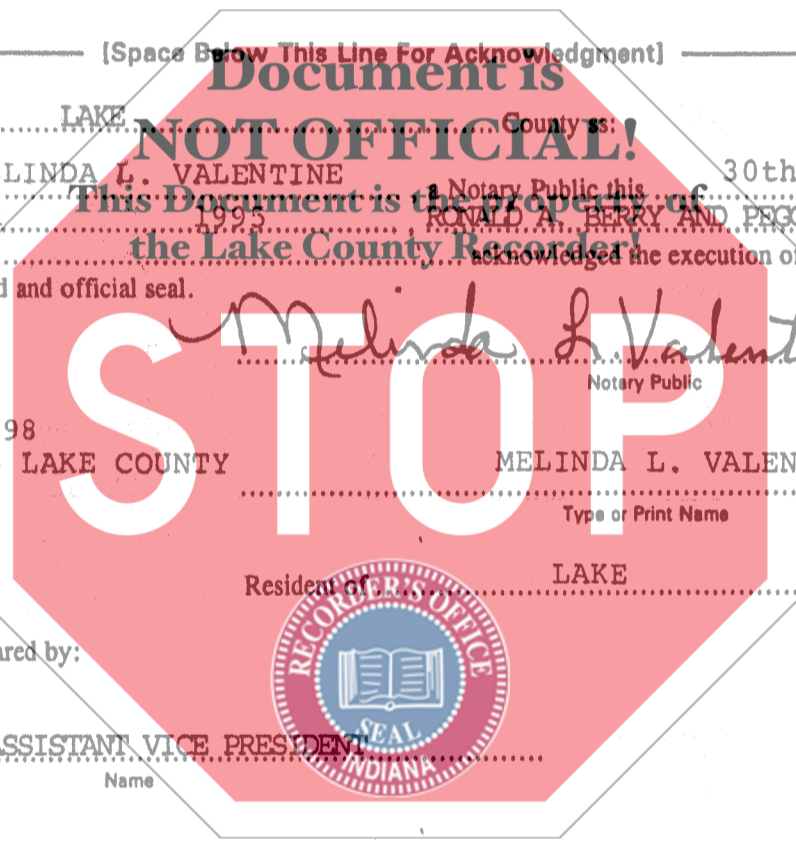 [Space Below This Line For Acknowledgment]
Document is
LAKE County ss:
NOT OFFICIAL!
LINDA L. VALENTINE , a Notary Public this 30th
This Document is the property of
1995 , RONALD A. BERRY AND PEGG
the Lake County Recorder!
acknowledged the execution of
d and official seal.
Melinda L Valent
Notary Public
STOP
98
LAKE COUNTY MELINDA L. VALEN
Type or Print Name
Resident of LAKE
RECORDER'S OFFICE
SEAL
INDIANA
ared by:
ASSISTANT VICE PRESIDENT
Name